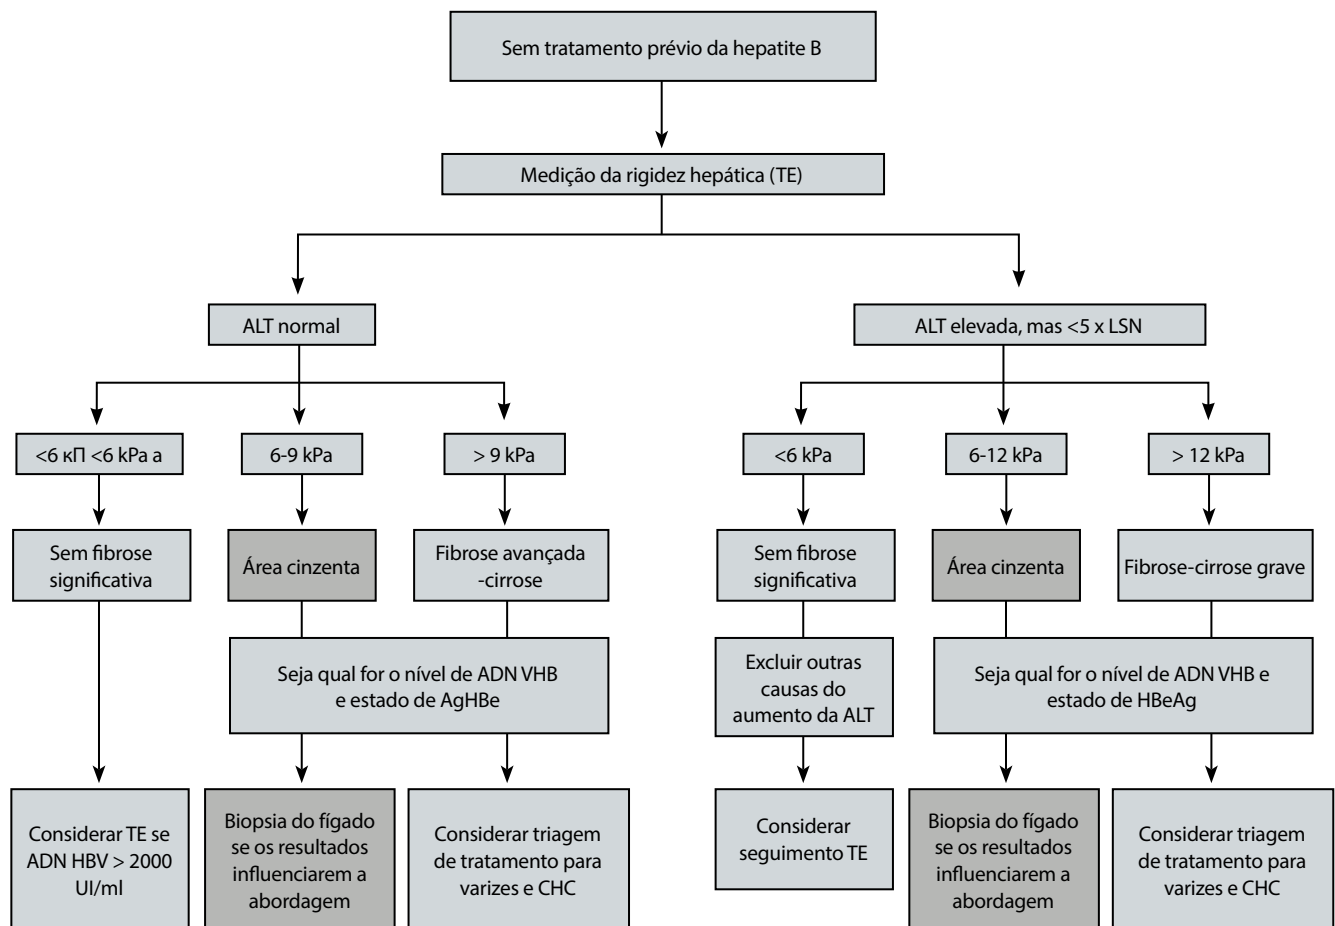 Sem tratamento prévio da hepatite B
Medição da rigidez hepática (TE)
ALT normal
ALT elevada, mas <5 x LSN
<6 кП <6 kPa a
6-9 kPa
> 9 kPa
<6 kPa
6-12 kPa
> 12 kPa
Sem fibrose
significativa
Área cinzenta
Fibrose avançada
-cirrose
Sem fibrose
significativa
Área cinzenta
Fibrose-cirrose grave
Seja qual for o nível de ADN VHB
e estado de AgHBe
Excluir outras
causas do
aumento da ALT
Seja qual for o nível de ADN VHB e
estado de HBeAg
Considerar TE se
ADN HBV > 2000
UI/ml
Biopsia do fígado
se os resultados
influenciarem a
abordagem
Considerar triagem
de tratamento para
varizes e CHC
Considerar
seguimento TE
Biopsia do fígado
se os resultados
influenciarem a
abordagem
Considerar triagem
de tratamento para
varizes e CHC